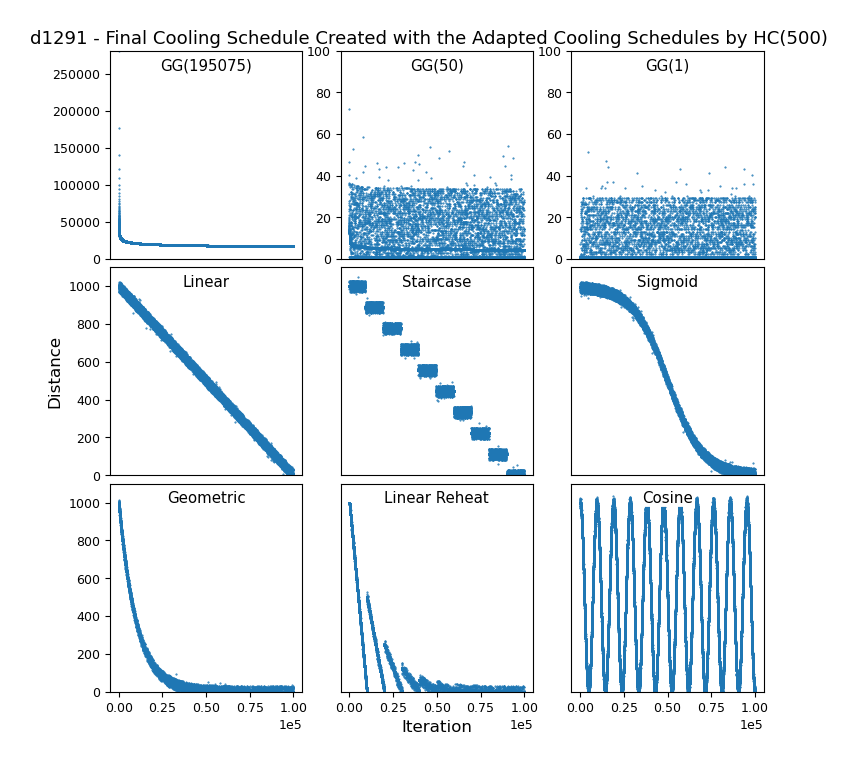 d1291 - Final Cooling Schedule Created with the Adapted Cooling Schedules by HC(500)
GG(195075)
GG(50)
GG(1)
250000
200000
150000
100000
50000
0
100
80
60
40
20
0
100
80
60
40
20
0
Linear
Staircase
Sigmoid
1000
800
600
400
200
0
Distance
Geometric
Linear Reheat
Cosine
1000
800
600
400
200
0
0.00 0.25 0.50 0.75 1.00
1e5
0.00 0.25 0.50 0.75 1.00
1e5
0.00 0.25 0.50 0.75 1.00
1e5
Iteration